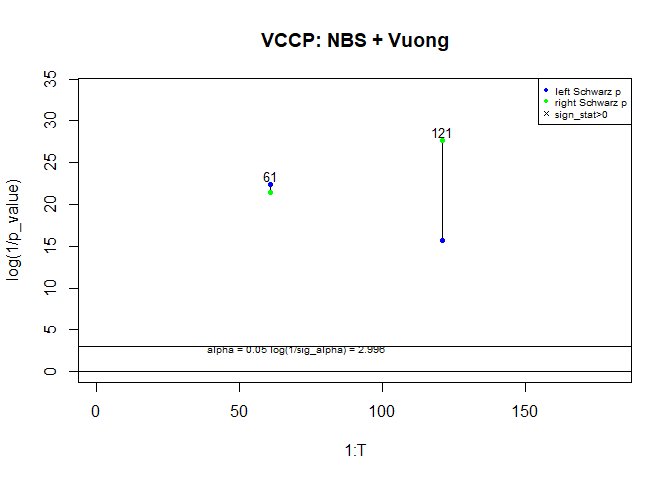 VCCP: NBS + Vuong
35
30
25
20
15
10
5
0
log(1/p_value)
left Schwarz p
right Schwarz p
sign_stat>0
121
61
alpha = 0.05 log(1/sig_alpha) = 2.996
0 50 100 150
1:T